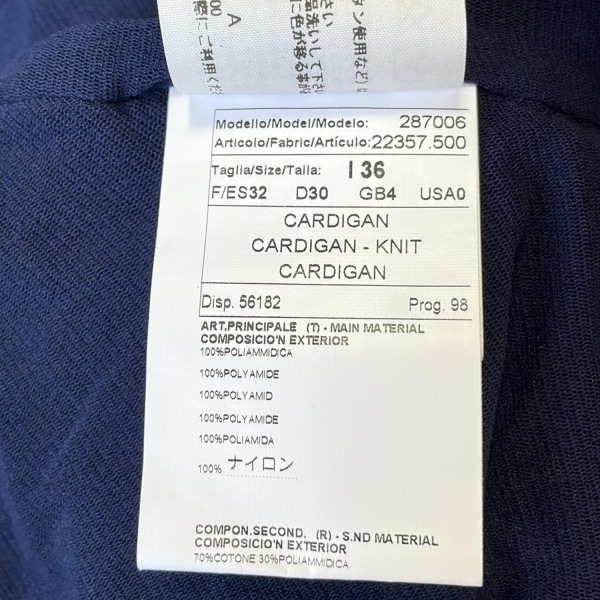 Modello/Model/Modelo: 287006
Articolo/Fabric/Artículo: 22357.500
Taglia/Size/Talla: I 36
F/ES32 D30 GB4 USA0
CARDIGAN
CARDIGAN - KNIT
CARDIGAN
Disp. 56182 Prog. 98
ART.PRINCIPALE (T) - MAIN MATERIAL
COMPOSICIO'N EXTERIOR
100%POLIAMMIDICA
100%POLYAMIDE
100%POLYAMID
100%POLYAMIDE
100%POLIAMIDA
100% ナイロン
COMPON.SECOND. (R) - S.ND MATERIAL
COMPOSICIO'N EXTERIOR
70%COTONE 30%POLIAMMIDICA